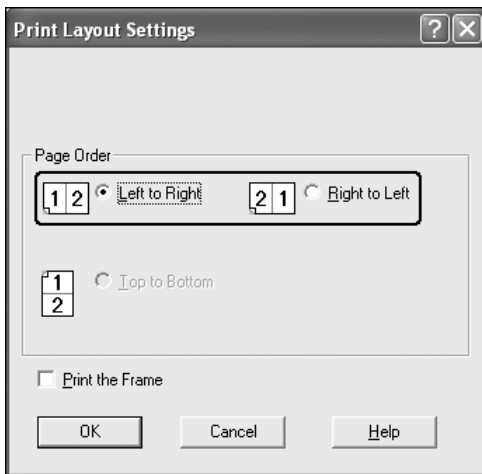 Print Layout Settings
Page Order
1 2 Left to Right 2 1 Right to Left
1 Top to Bottom
2
Print the Frame
OK Cancel Help